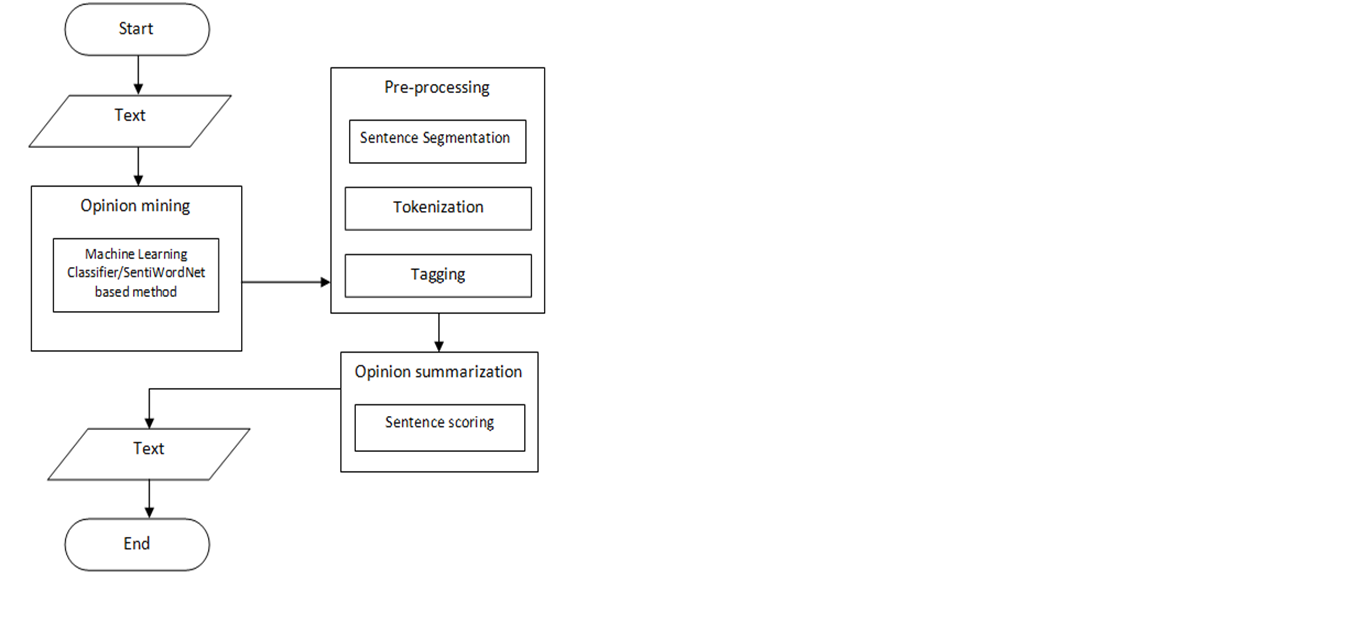 Start
Text
Opinion mining
Machine Learning
Classifier/SentiWordNet
based method
Pre-processing
Sentence Segmentation
Tokenization
Tagging
Opinion summarization
Sentence scoring
Text
End